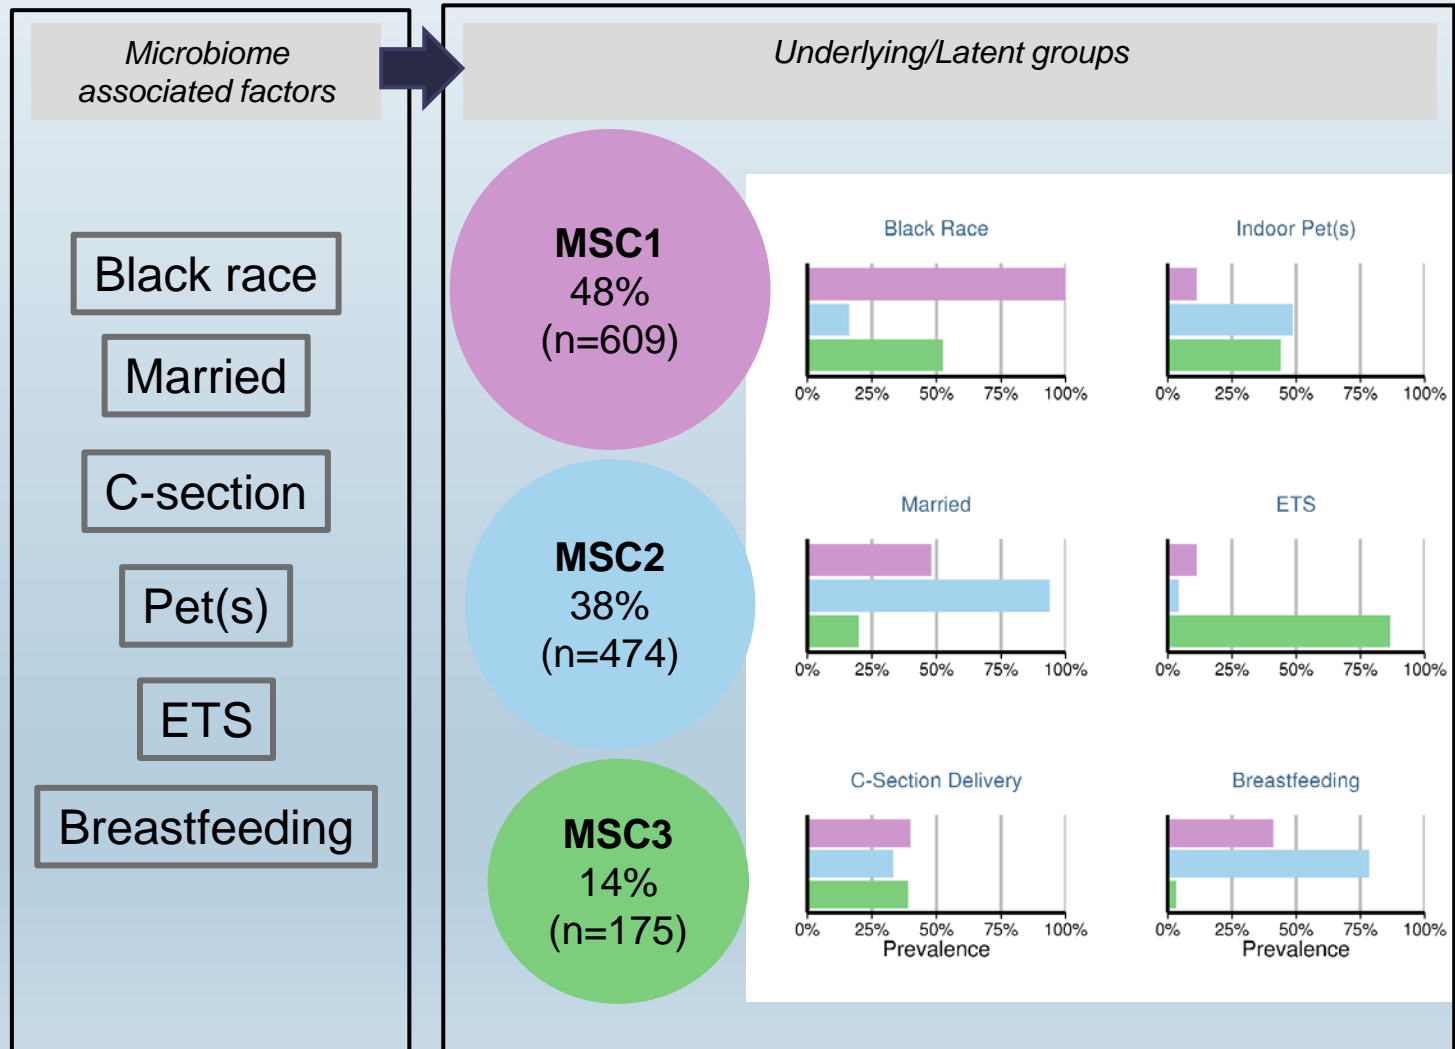 Microbiome
associated factors
Underlying/Latent groups
Black race
Married
C-section
Pet(s)
ETS
Breastfeeding
MSC1
48%
(n=609)
MSC2
38%
(n=474)
MSC3
14%
(n=175)
Black Race
0% 25% 50% 75% 100%
Indoor Pet(s)
0% 25% 50% 75% 100%
Married
0% 25% 50% 75% 100%
ETS
0% 25% 50% 75% 100%
C-Section Delivery
0% 25% 50% 75% 100%
Prevalence
Breastfeeding
0% 25% 50% 75% 100%
Prevalence